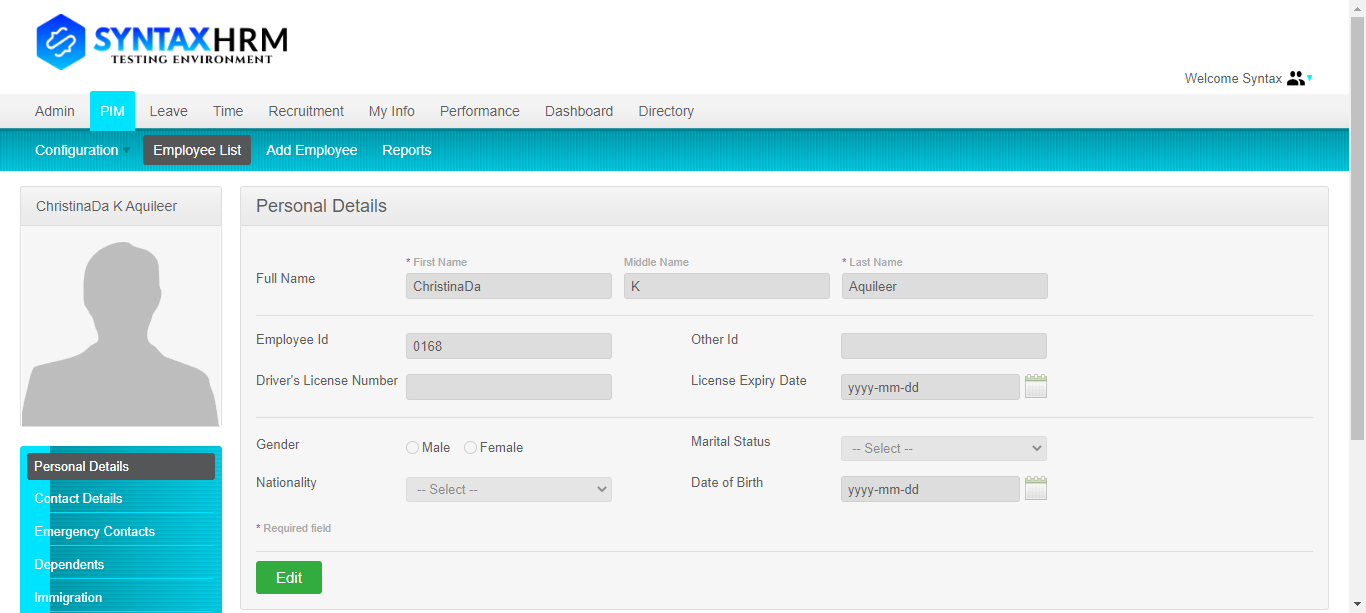 SYNTAXHRM
TESTING ENVIRONMENT
Welcome Syntax
Admin PIM Leave Time Recruitment My Info Performance Dashboard Directory
Configuration Employee List Add Employee Reports
ChristinaDa K Aquileer
Personal Details
Contact Details
Emergency Contacts
Dependents
Immigration
Personal Details
* First Name Middle Name * Last Name
Full Name ChristinaDa K Aquileer
Employee Id 0168 Other Id
Driver's License Number License Expiry Date yyyy-mm-dd
Gender Male Female Marital Status -- Select --
Nationality -- Select -- Date of Birth yyyy-mm-dd
* Required field
Edit